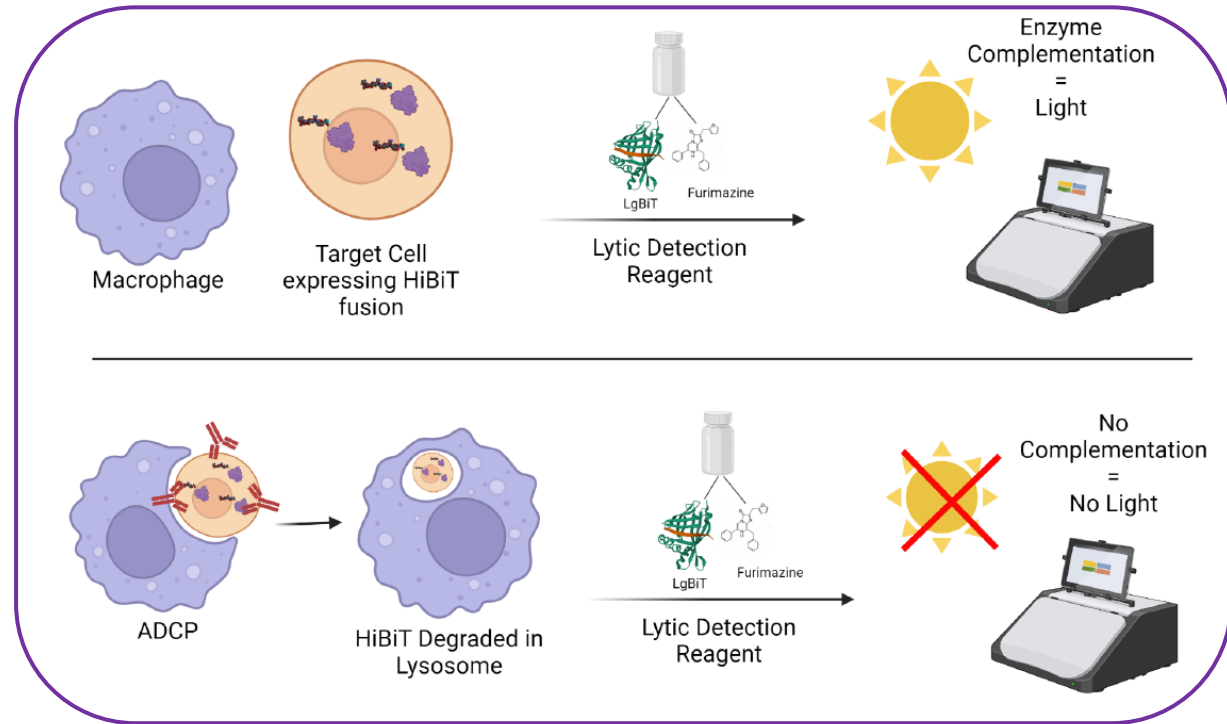 Macrophage
Target Cell
expressing HiBiT
fusion
LgBiT
Furimazine
Lytic Detection
Reagent
Enzyme
Complementation
=
Light
ADCP
HiBiT Degraded in
Lysosome
LgBiT
Furimazine
Lytic Detection
Reagent
No
Complementation
=
No Light